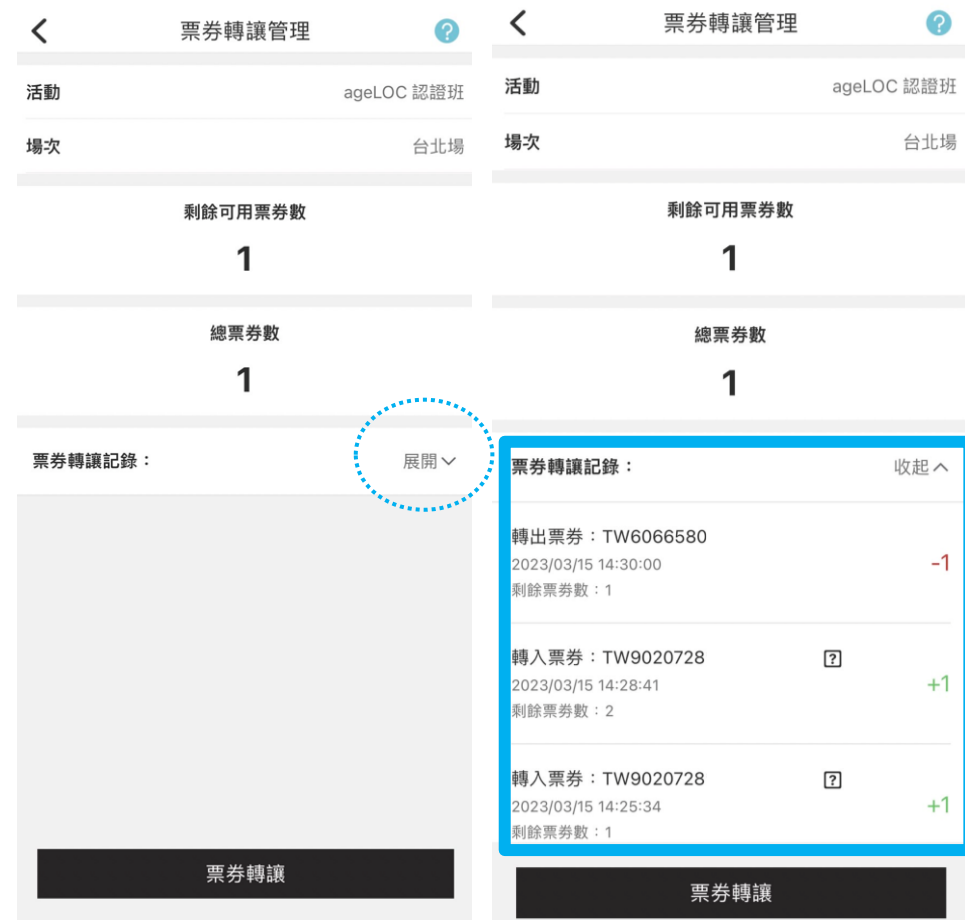 票券轉讓管理
?
活動
ageLOC 認證班
場次
台北場
剩餘可用票券數
1
總票券數
1
票券轉讓記錄：
展開
票券轉讓
票券轉讓管理
?
活動
ageLOC 認證班
場次
台北場
剩餘可用票券數
1
總票券數
1
票券轉讓記錄：
收起
轉出票券：TW6066580
2023/03/15 14:30:00
-1
剩餘票券數：1
轉入票券：TW9020728
?
2023/03/15 14:28:41
+1
剩餘票券數：2
轉入票券：TW9020728
?
2023/03/15 14:25:34
+1
剩餘票券數：1
票券轉讓